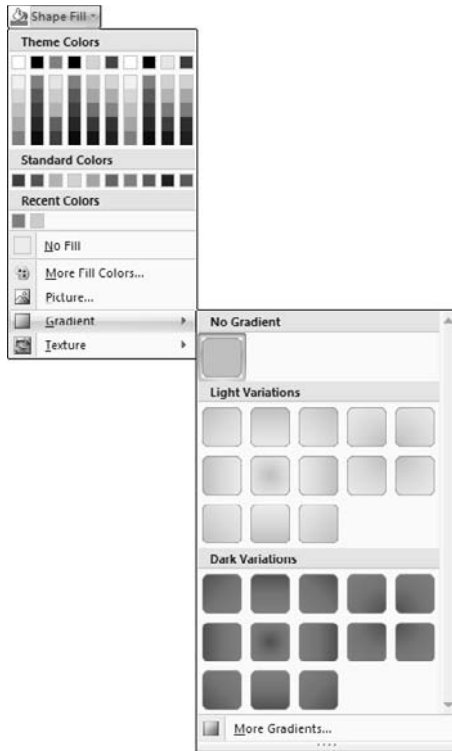 Shape Fill
Theme Colors
Standard Colors
Recent Colors
No Fill
More Fill Colors...
Picture...
Gradient
Texture
No Gradient
Light Variations
Dark Variations
More Gradients...